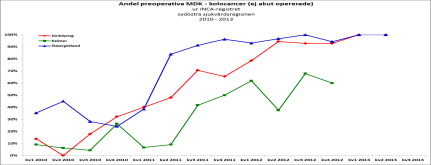 Andel preoperativa MDK - kolocancer (ej akut opererade)
ur INCA-registret
sydöstra sjukvårdsregionen
2010 - 2013
100%
90%
80%
70%
60%
50%
40%
30%
20%
10%
0%
Jönköping
Kalmar
Östergötland
kv1 2010 kv2 2010 kv3 2010 kv4 2010 kv1 2011 kv2 2011 kv3 2011 kv4 2011 kv1 2012 kv2 2012 kv3 2012 kv4 2012 kv1 2013 kv2 2013 kv3 2013